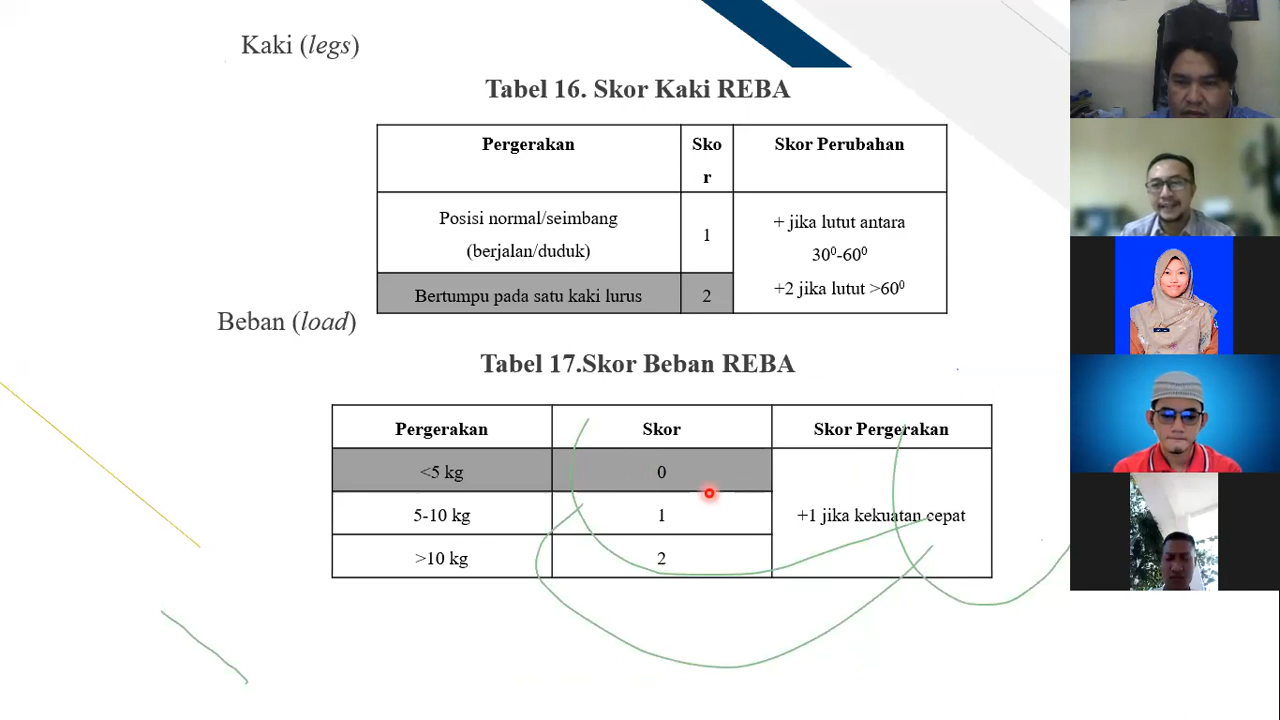 Kaki (legs)
Tabel 16. Skor Kaki REBA
Pergerakan
Sko
r
Skor Perubahan
Posisi normal/seimbang
(berjalan/duduk)
1
+ jika lutut antara
30⁰-60⁰
+2 jika lutut >60⁰
Bertumpu pada satu kaki lurus
2
Beban (load)
Tabel 17.Skor Beban REBA
Pergerakan
Skor
Skor Pergerakan
<5 kg
0
5-10 kg
1
+1 jika kekuatan cepat
>10 kg
2